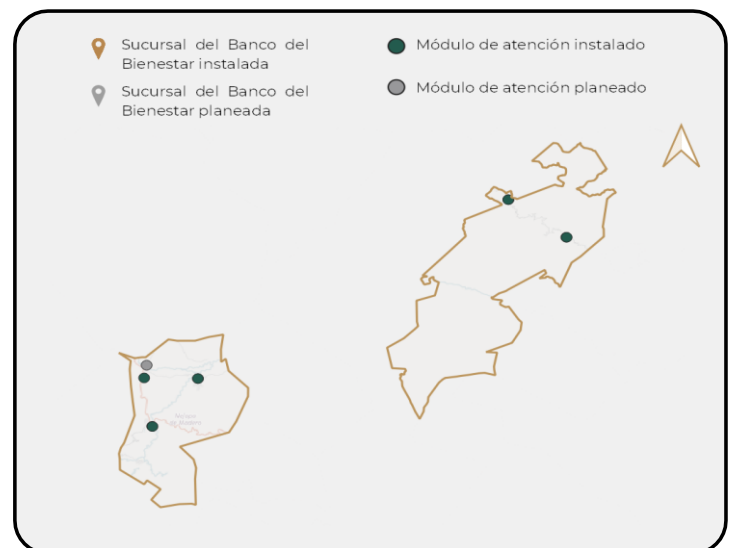 Sucursal del Banco del
Bienestar instalada
Sucursal del Banco del
Bienestar planeada
Módulo de atención instalado
Módulo de atención planeado